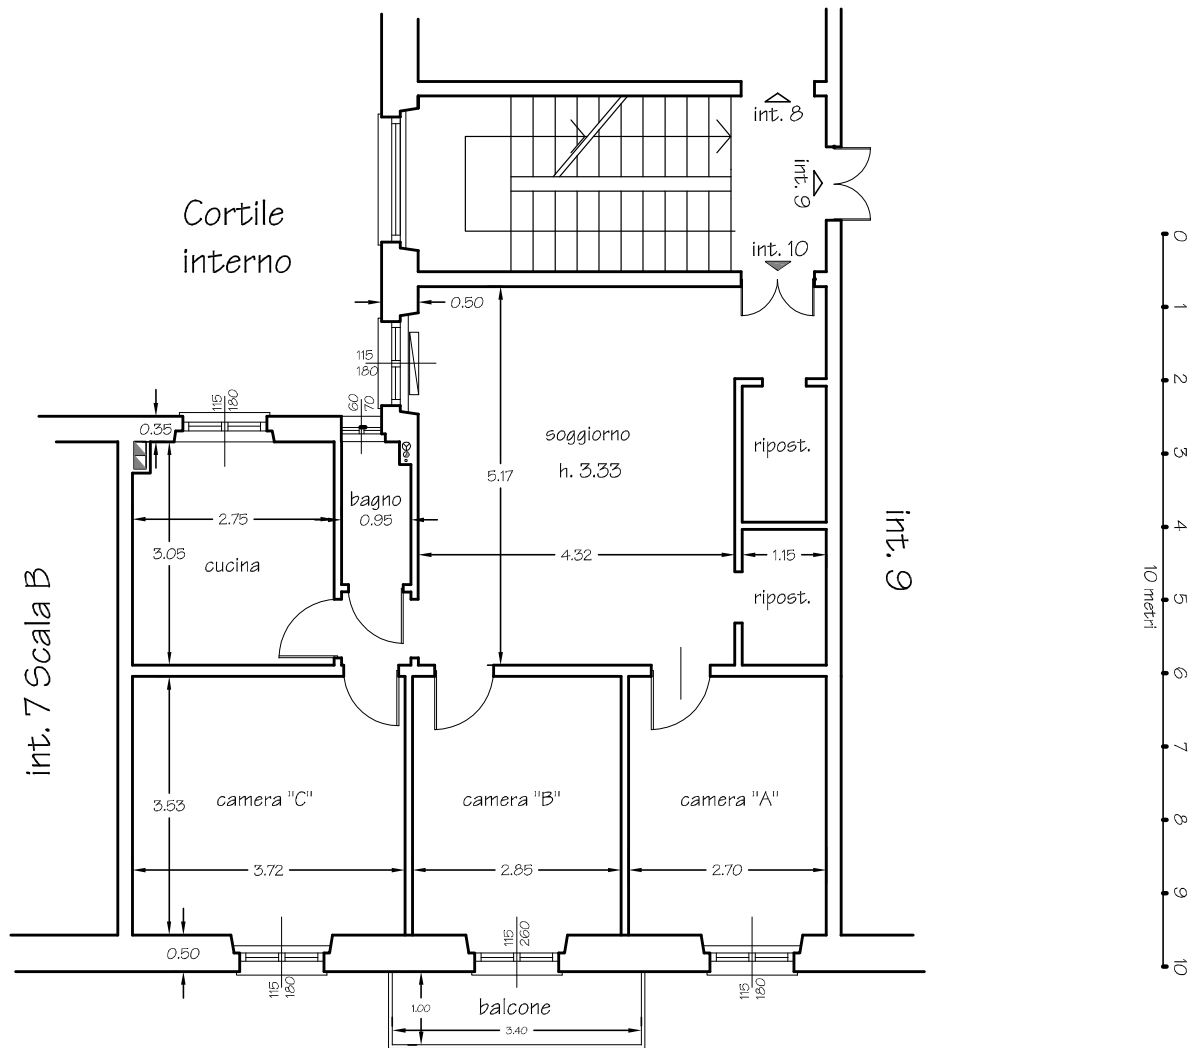 int. 8
int. 9
Cortile
interno
int. 10
0.50
115
180
115
180
60
70
0.35
soggiorno
h. 3.33
ripost.
5.17
bagno
0.95
2.75
3.05
cucina
4.32
1.15
ripost.
int. 9
int. 7 Scala B
3.53
camera "C"
camera "B"
camera "A"
3.72
2.85
2.70
0.50
115
260
115
180
115
180
1.00
balcone
3.40
0
1
2
3
4
5
6
7
8
9
10
10 metri